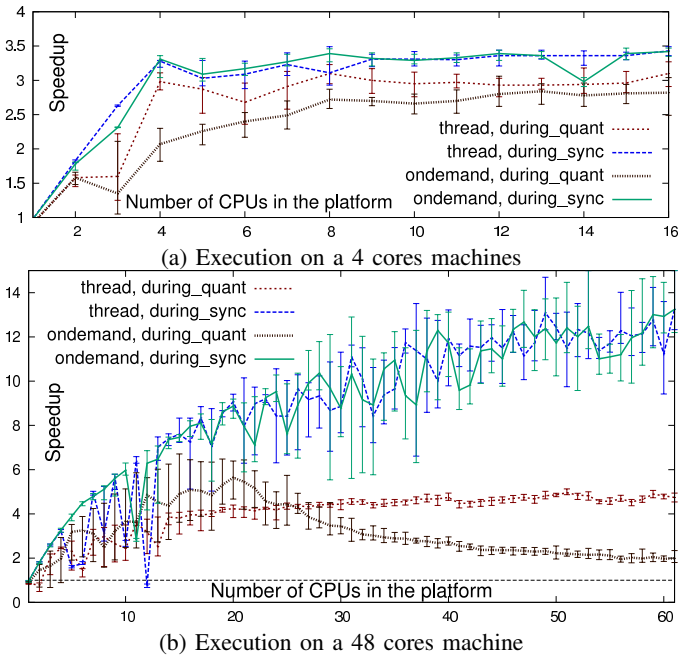 4
3.5
3
2.5
2
1.5
1
Speedup
thread, during_quant
thread, during_sync
ondemand, during_quant
ondemand, during_sync
Number of CPUs in the platform
2 4 6 8 10 12 14 16
(a) Execution on a 4 cores machines
thread, during_quant
thread, during_sync
ondemand, during_quant
ondemand, during_sync
14
12
10
8
6
4
2
0
Speedup
Number of CPUs in the platform
10 20 30 40 50 60
(b) Execution on a 48 cores machine